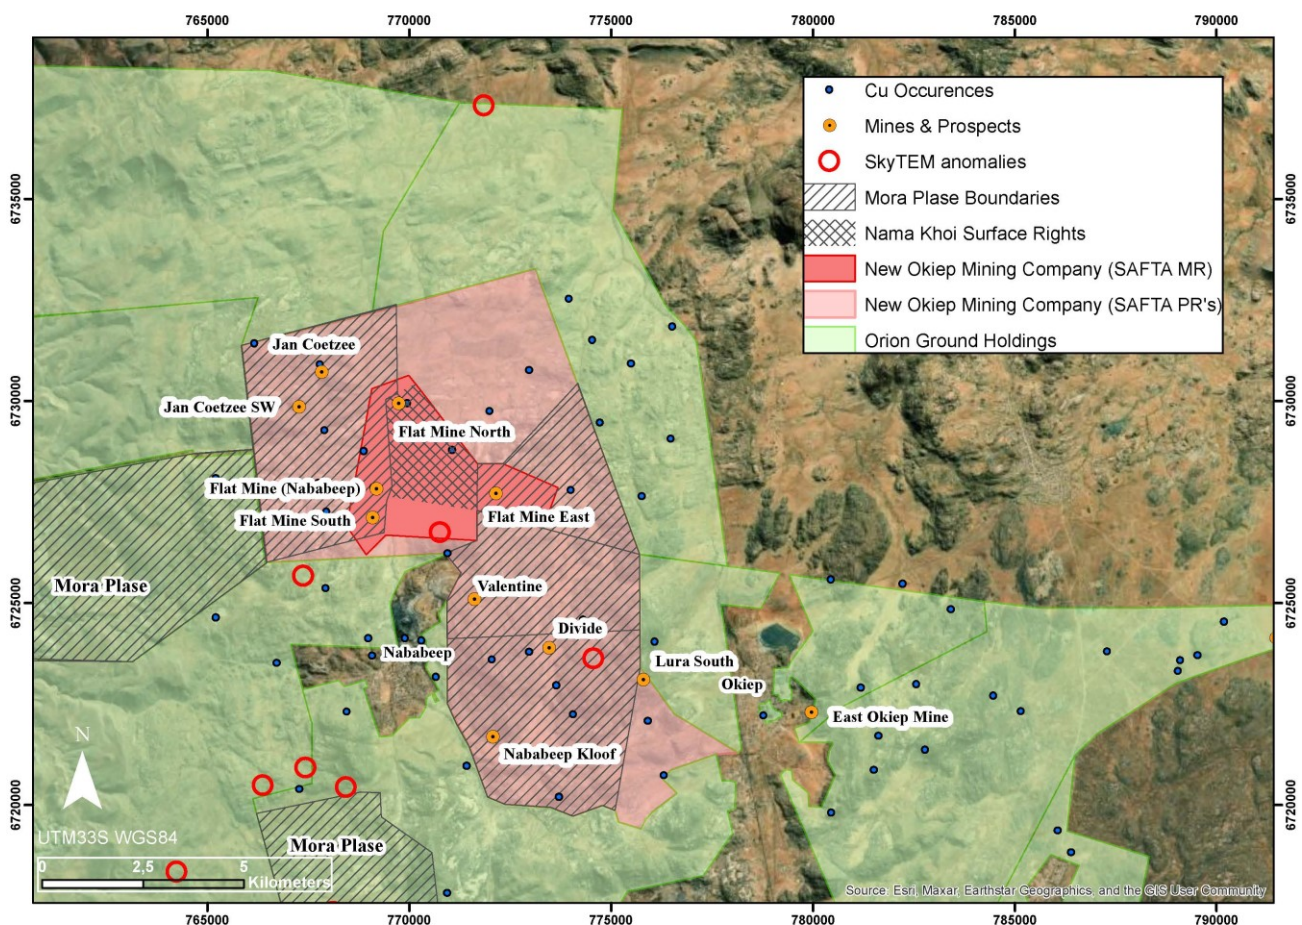 765000
770000
775000
780000
785000
790000
Cu Occurences
Mines & Prospects
SkyTEM anomalies
Mora Plase Boundaries
Nama Khoi Surface Rights
New Okiep Mining Company (SAFTA MR)
New Okiep Mining Company (SAFTA PR's)
Orion Ground Holdings
6735000
6735000
Jan Coetzee
Jan Coetzee SW
6730000
6730000
Flat Mine North
Flat Mine (Nababeep)
Flat Mine South
Flat Mine East
Mora Plase
Valentine
6725000
6725000
Divide
Nababeep
Lura South
Okiep
East Okiep Mine
Nababeep Kloof
N
6720000
6720000
UTM33S WGS84
Mora Plase
0
2,5
5
Kilometers
Source: Esri, Maxar, Earthstar Geographics, and the GIS User Community
765000
770000
775000
780000
785000
790000